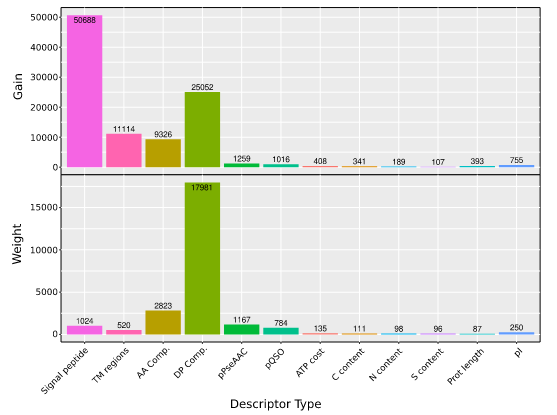 50000
40000
30000
20000
10000
0
Gain
50688
11114
9326
25052
1259
1016
408
341
189
107
393
755
15000
10000
5000
0
Weight
1024
520
2823
17981
1167
784
135
111
98
96
87
250
Signal peptide
TM regions
AA Comp.
DP Comp.
pPseAAC
pQSO
ATP cost
C content
N content
S content
Prot length
pI
Descriptor Type